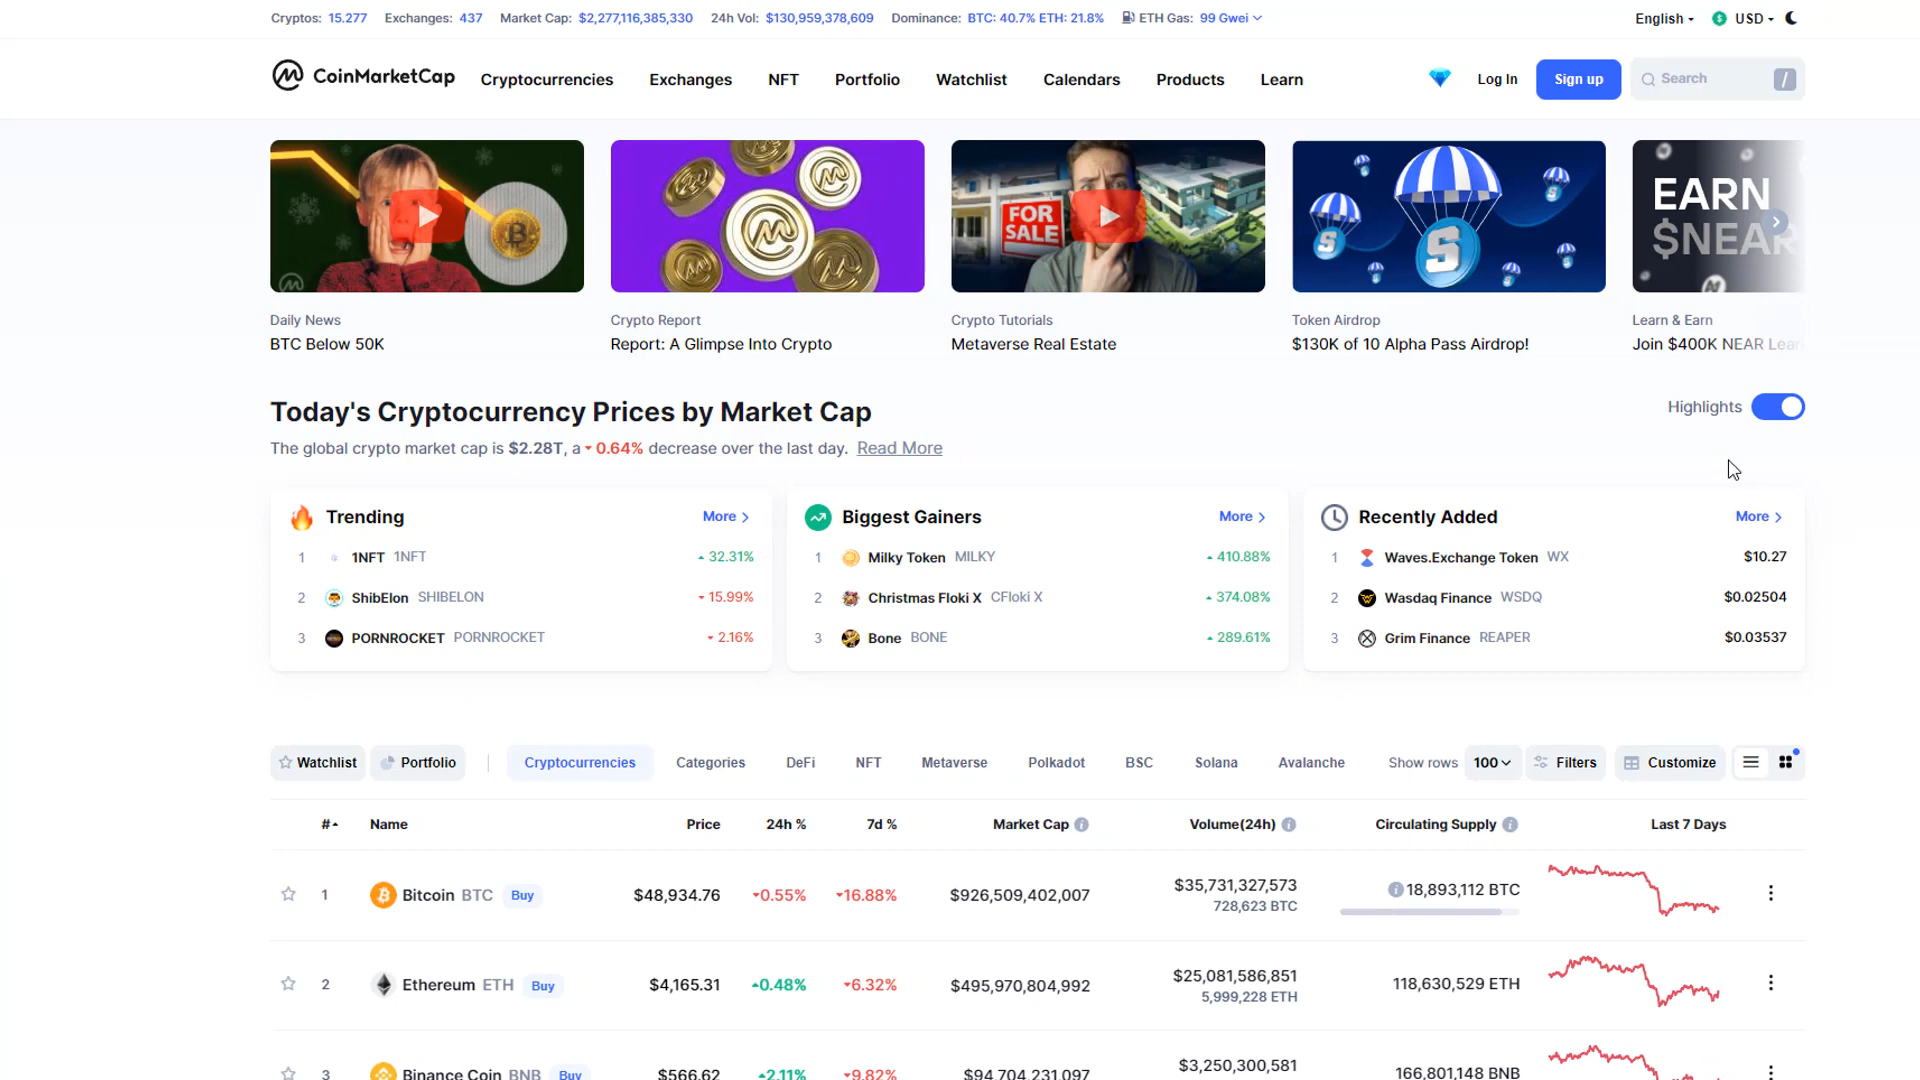 Cryptos: 15.277 Exchanges: 437 Market Cap: $2,277,116,385,330 24h Vol: $130,959,378,609 Dominance: BTC: 40.7% ETH: 21.8% ETH Gas: 99 Gwei
English USD
CoinMarketCap Cryptocurrencies Exchanges NFT Portfolio Watchlist Calendars Products Learn Log In Sign up Search /
FOR SALE
EARN
$NEAR
Daily News
BTC Below 50K
Crypto Report
Report: A Glimpse Into Crypto
Crypto Tutorials
Metaverse Real Estate
Token Airdrop
$130K of 10 Alpha Pass Airdrop!
Learn & Earn
Join $400K NEAR Lear
Today's Cryptocurrency Prices by Market Cap
Highlights
The global crypto market cap is $2.28T, a 0.64% decrease over the last day. Read More
Trending More
1 1NFT 1NFT 32.31%
2 ShibElon SHIBELON 15.99%
3 PORNROCKET PORNROCKET 2.16%
Biggest Gainers More
1 Milky Token MILKY 410.88%
2 Christmas Floki X CFloki X 374.08%
3 Bone BONE 289.61%
Recently Added More
1 Waves.Exchange Token WX $10.27
2 Wasdaq Finance WSDQ $0.02504
3 Grim Finance REAPER $0.03537
Watchlist Portfolio Cryptocurrencies Categories DeFi NFT Metaverse Polkadot BSC Solana Avalanche Show rows 100 Filters Customize
# Name Price 24h % 7d % Market Cap Volume(24h) Circulating Supply Last 7 Days
1 Bitcoin BTC Buy $48,934.76 0.55% 16.88% $926,509,402,007 $35,731,327,573 18,893,112 BTC
728,623 BTC
2 Ethereum ETH Buy $4,165.31 0.48% 6.32% $495,970,804,992 $25,081,586,851 118,630,529 ETH
5,999,228 ETH
3 Binance Coin BNB Buy $566.62 2.11% 9.82% $94,704,231,097 $3,250,300,581 166,801,148 BNB